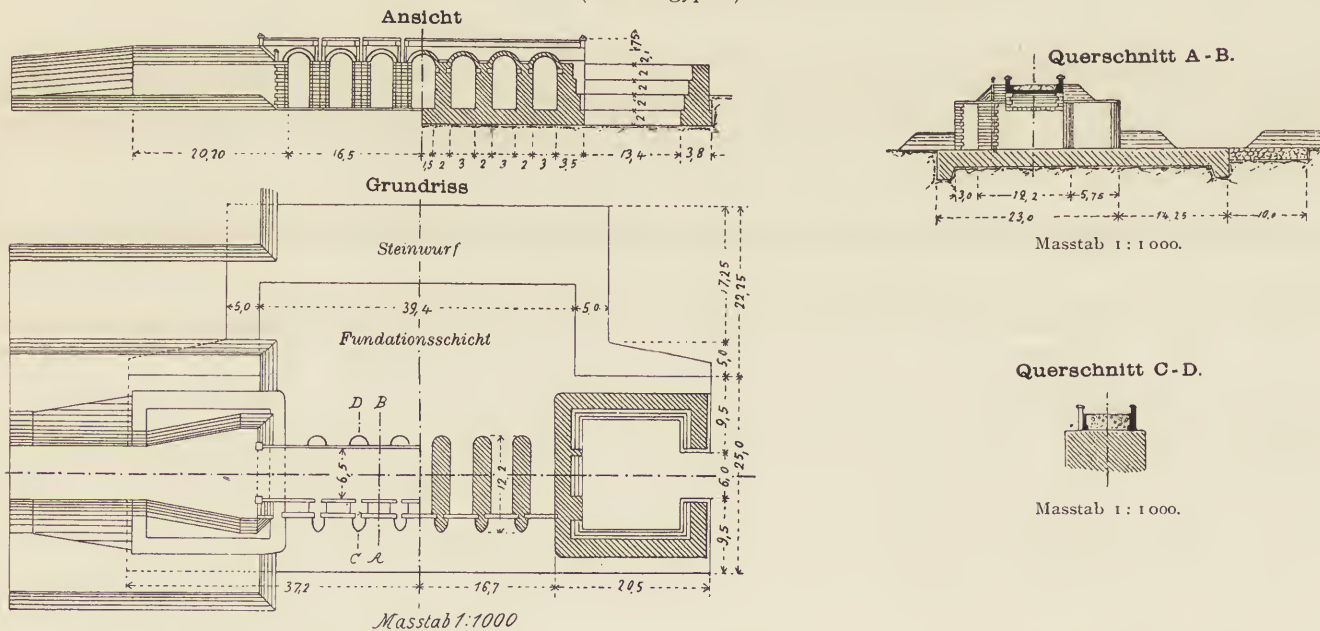 Ansicht
,75
2,1
2
2
2
20,70
16,5
1,5 2 3 2 3 2 3 3,5
13,4
3,8
Grundriss
Steinwurf
5,0
39,4
5,0
17,25
22,25
Fundationsschicht
5,0
D B
9,5
6,5
12,2
6,0
25,0
C A
9,5
37,2
16,7
20,5
Masstab 1:1000
Querschnitt A-B.
3,0
12,2
5,75
23,0
14,25
10,0
Masstab 1 : 1 000.
Querschnitt C-D.
Masstab 1 : 1 000.